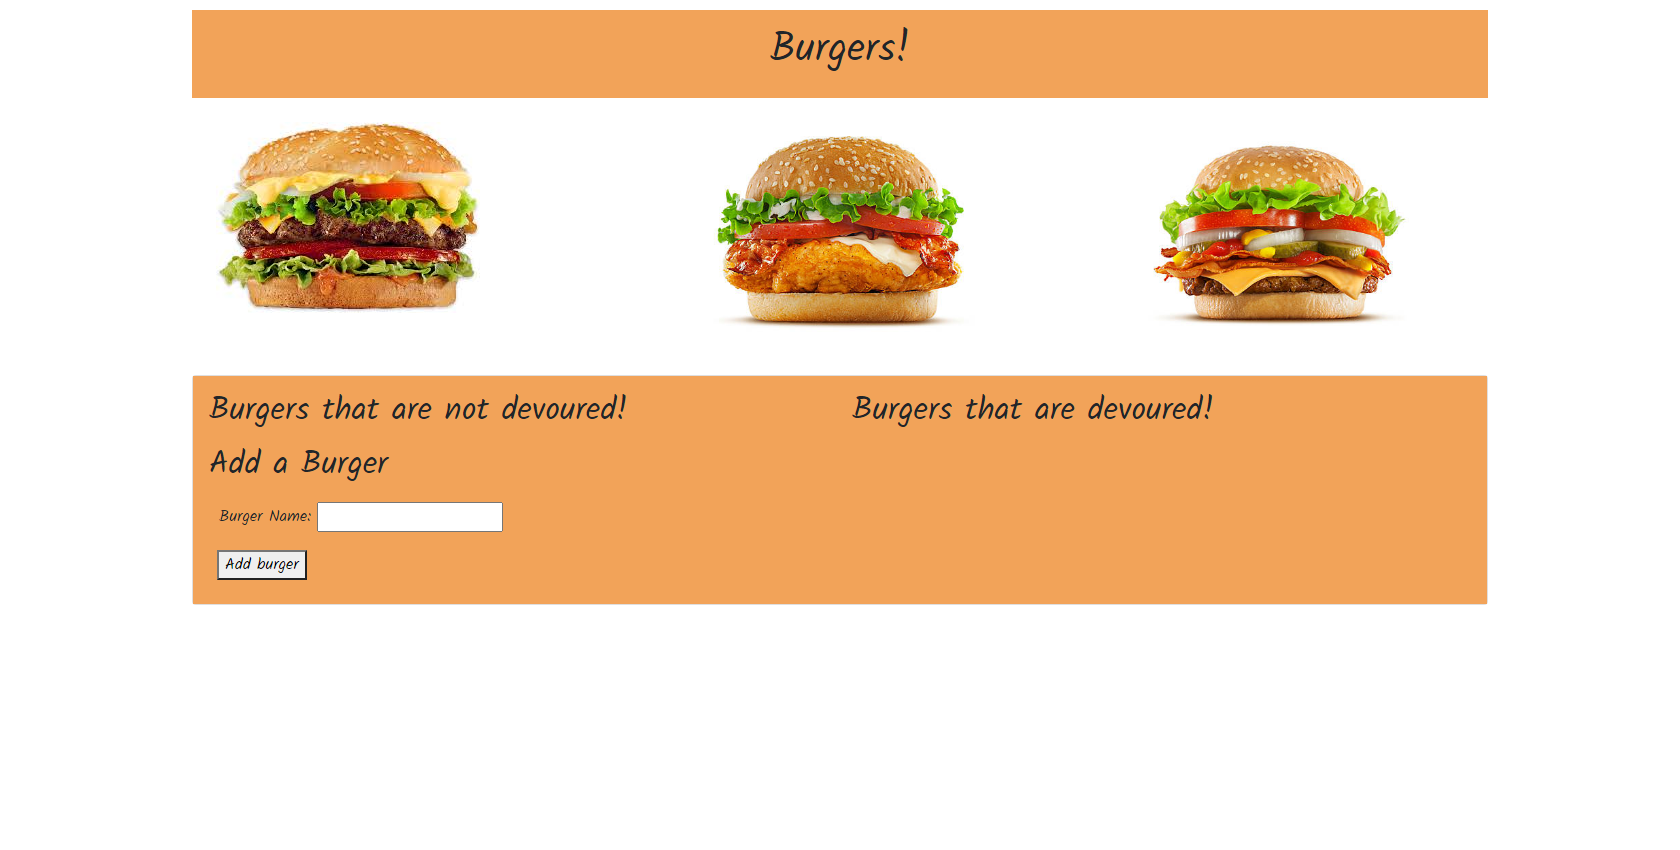 Burgers!
Burgers that are not devoured!
Burgers that are devoured!
Add a Burger
Burger Name:
Add burger